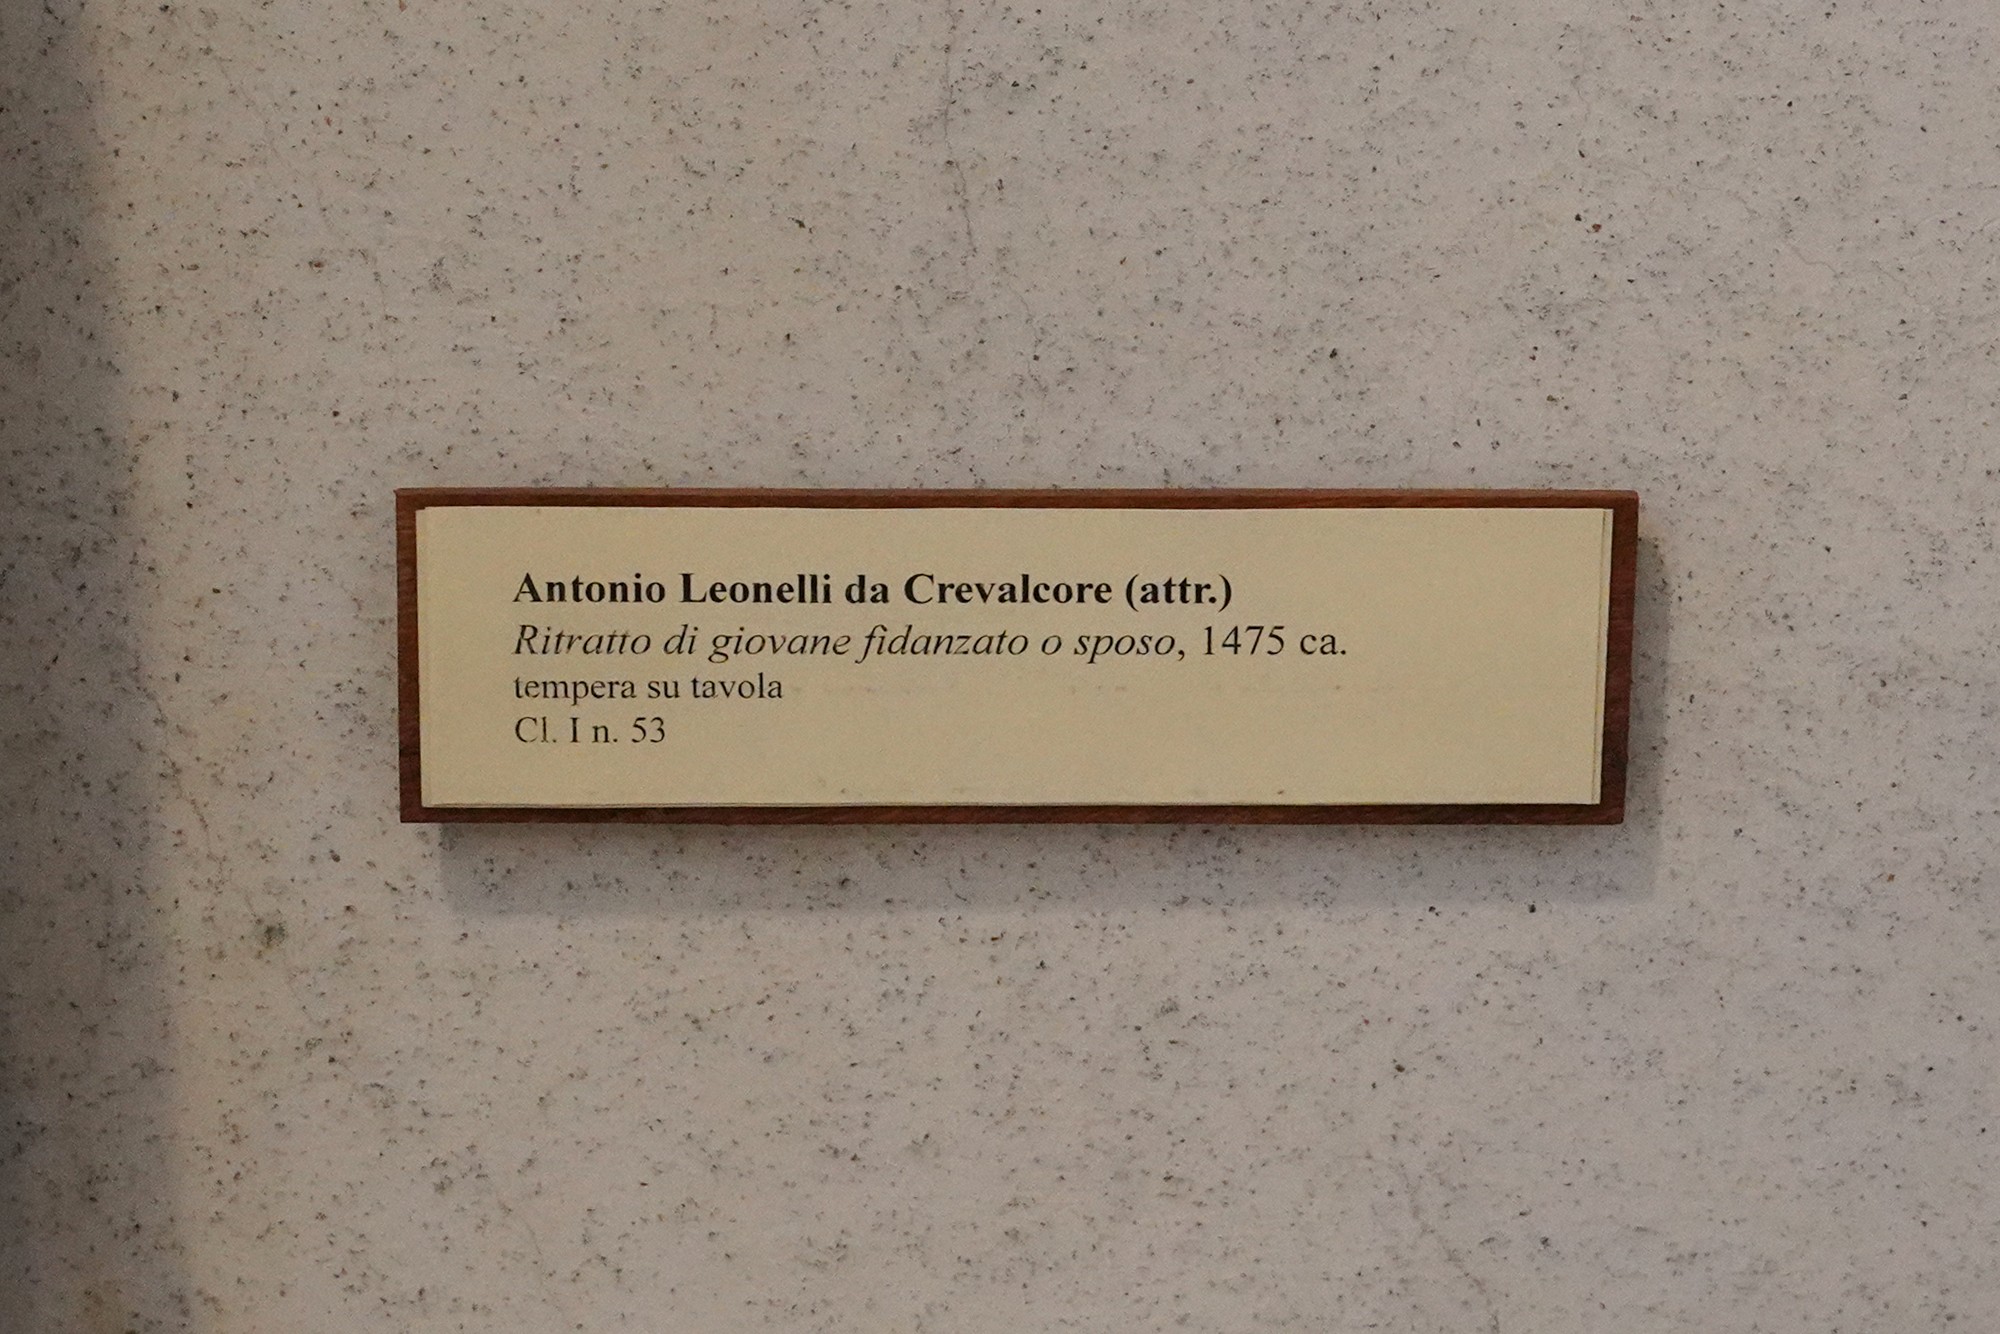 Antonio Leonelli da Crevalcore (attr.)
Ritratto di giovane fidanzato o sposo, 1475 ca.
tempera su tavola
Cl. I n. 53